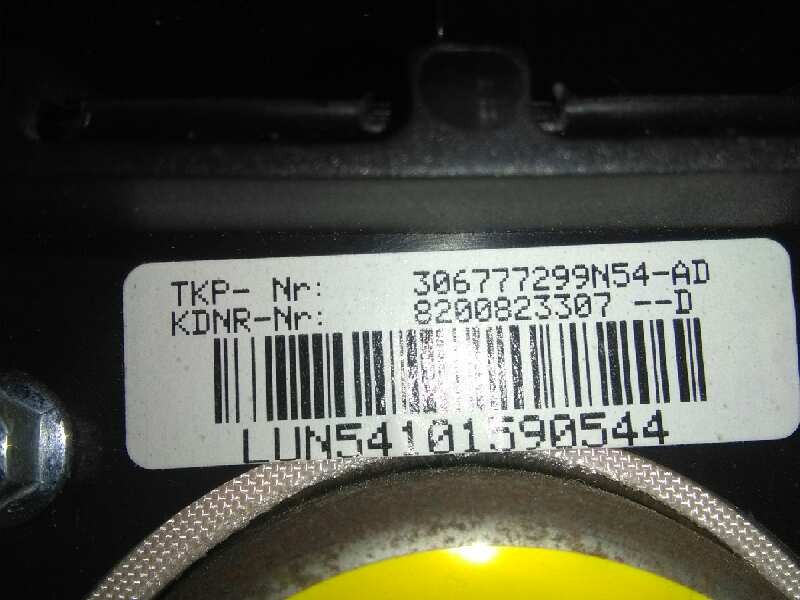 TKP- Nr: 306777299N54-AD
KDNR-Nr: 8200823307 --D
LUN54101590544